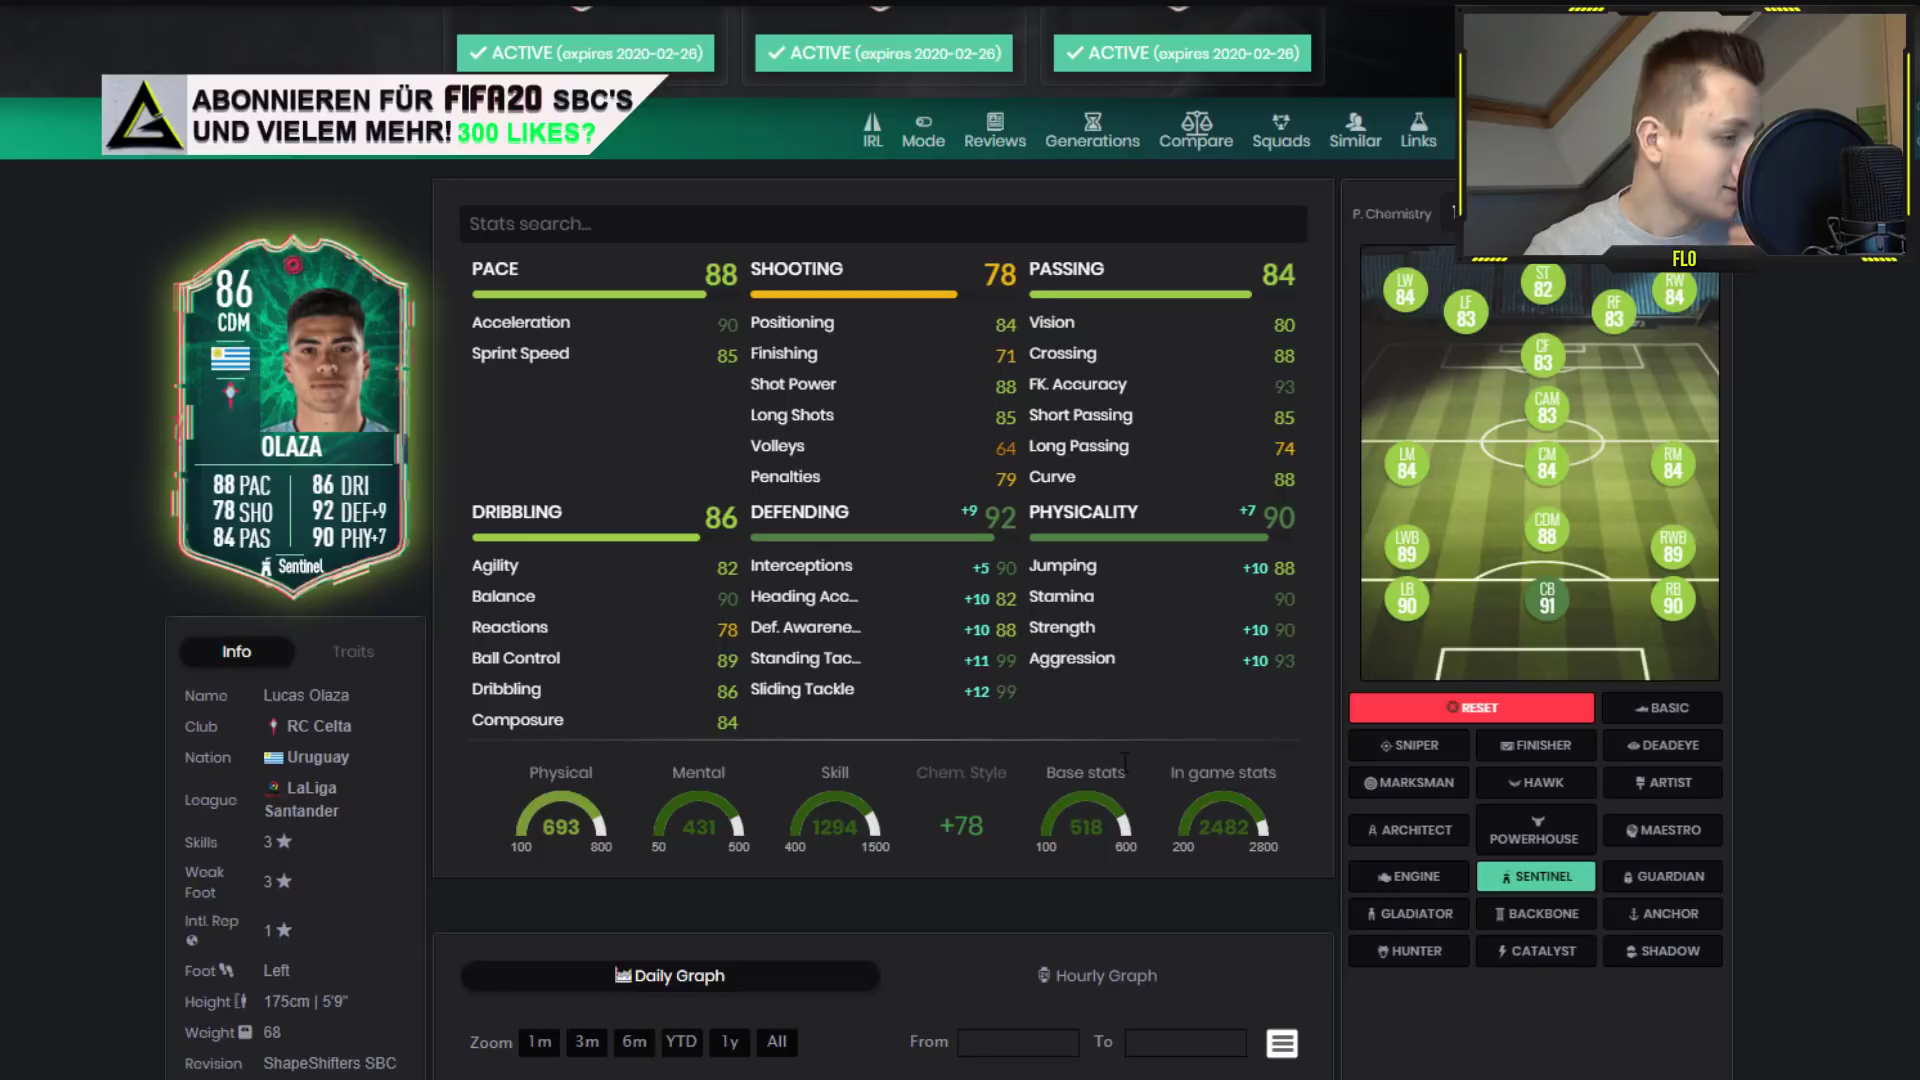 ACTIVE (expires 2020-02-26)
ACTIVE (expires 2020-02-26)
ACTIVE (expires 2020-02-26)
ABONNIEREN FÜR FIFA20 SBC'S
UND VIELEM MEHR! 300 LIKES?
IRL Mode Reviews Generations Compare Squads Similar Links
FLO
86
CDM
OLAZA
88 PAC 86 DRI
78 SHO 92 DEF+9
84 PAS 90 PHY+7
Sentinel
Info Traits
Name Lucas Olaza
Club RC Celta
Nation Uruguay
League LaLiga Santander
Skills 3
Weak Foot 3
Intl. Rep 1
Foot Left
Height 175cm | 5'9"
Weight 68
Revision ShapeShifters SBC
Stats search...
PACE 88
Acceleration 90
Sprint Speed 85
SHOOTING 78
Positioning 84
Finishing 71
Shot Power 88
Long Shots 85
Volleys 64
Penalties 79
PASSING 84
Vision 80
Crossing 88
FK. Accuracy 93
Short Passing 85
Long Passing 74
Curve 88
DRIBBLING 86
Agility 82
Balance 90
Reactions 78
Ball Control 89
Dribbling 86
Composure 84
DEFENDING +9 92
Interceptions +5 90
Heading Acc... +10 82
Def. Awarene... +10 88
Standing Tac... +11 99
Sliding Tackle +12 99
PHYSICALITY +7 90
Jumping +10 88
Stamina 90
Strength +10 90
Aggression +10 93
Physical Mental Skill Chem. Style Base stats In game stats
693 431 1294 +78 518 2482
100 800 50 500 400 1500 100 600 200 2800
Daily Graph Hourly Graph
Zoom 1m 3m 6m YTD 1y All From To
P. Chemistry
LW 84
ST 82
RW 84
LF 83
RF 83
CF 83
CAM 83
LM 84
CM 84
RM 84
CDM 88
LWB 89
RWB 89
LB 90
CB 91
RB 90
RESET BASIC
SNIPER FINISHER DEADEYE
MARKSMAN HAWK ARTIST
ARCHITECT POWERHOUSE MAESTRO
ENGINE SENTINEL GUARDIAN
GLADIATOR BACKBONE ANCHOR
HUNTER CATALYST SHADOW